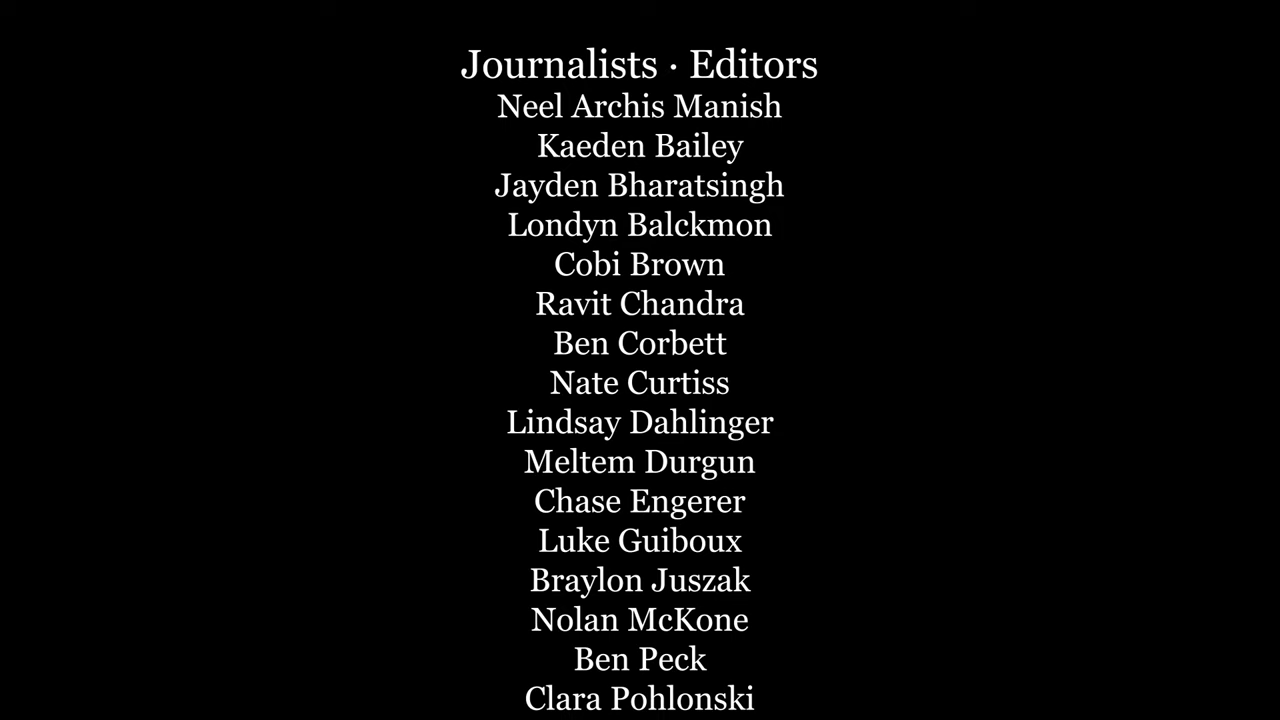 Journalists · Editors
Neel Archis Manish
Kaeden Bailey
Jayden Bharatsingh
Londyn Balckmon
Cobi Brown
Ravit Chandra
Ben Corbett
Nate Curtiss
Lindsay Dahlinger
Meltem Durgun
Chase Engerer
Luke Guiboux
Braylon Juszak
Nolan McKone
Ben Peck
Clara Pohlonski